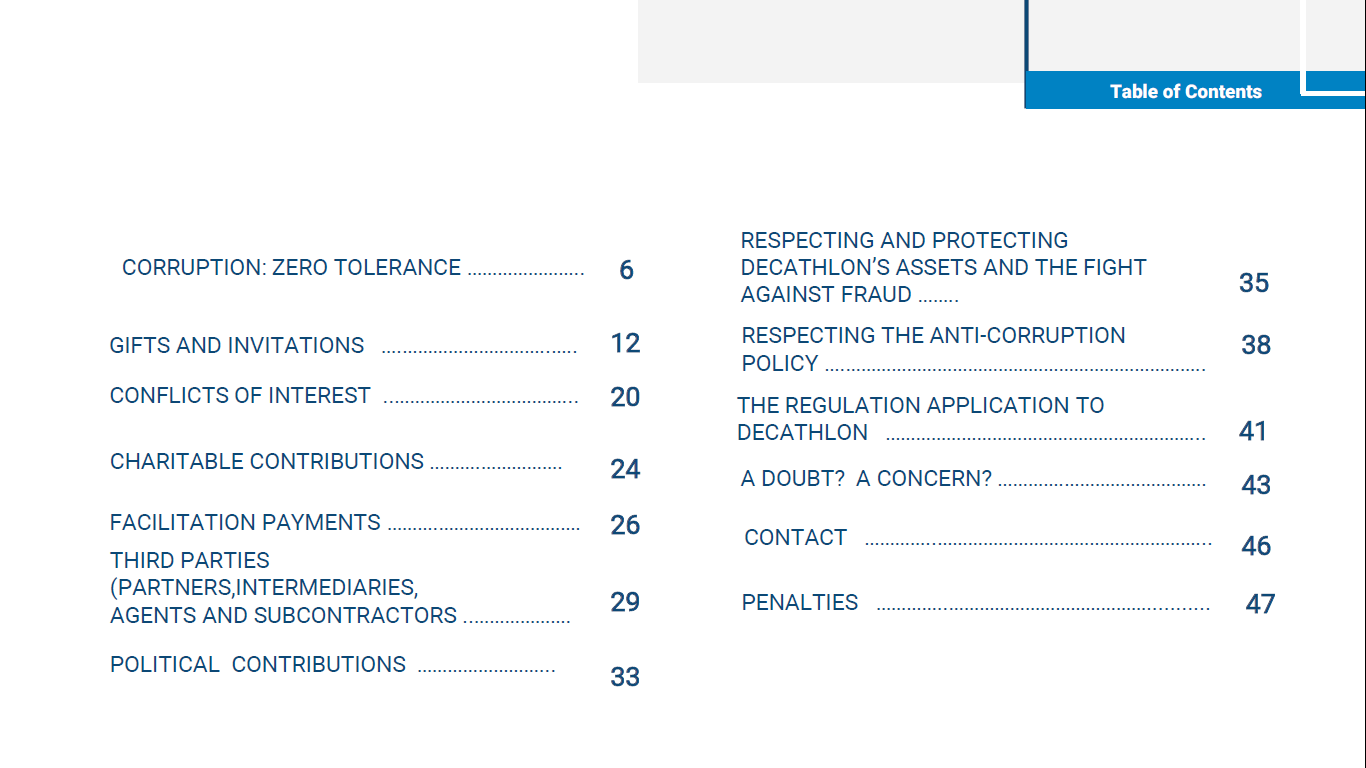 Table of Contents
CORRUPTION: ZERO TOLERANCE ....................... 6
GIFTS AND INVITATIONS ...................................... 12
CONFLICTS OF INTEREST ...................................... 20
CHARITABLE CONTRIBUTIONS .......................... 24
FACILITATION PAYMENTS ...................................... 26
THIRD PARTIES
(PARTNERS,INTERMEDIARIES,
AGENTS AND SUBCONTRACTORS ..................... 29
POLITICAL  CONTRIBUTIONS ........................... 33
RESPECTING AND PROTECTING
DECATHLON’S ASSETS AND THE FIGHT
AGAINST FRAUD ........ 35
RESPECTING THE ANTI-CORRUPTION
POLICY ........................................................................... 38
THE REGULATION APPLICATION TO
DECATHLON ............................................................... 41
A DOUBT?  A CONCERN? ......................................... 43
CONTACT .................................................................... 46
PENALTIES .................................................................. 47